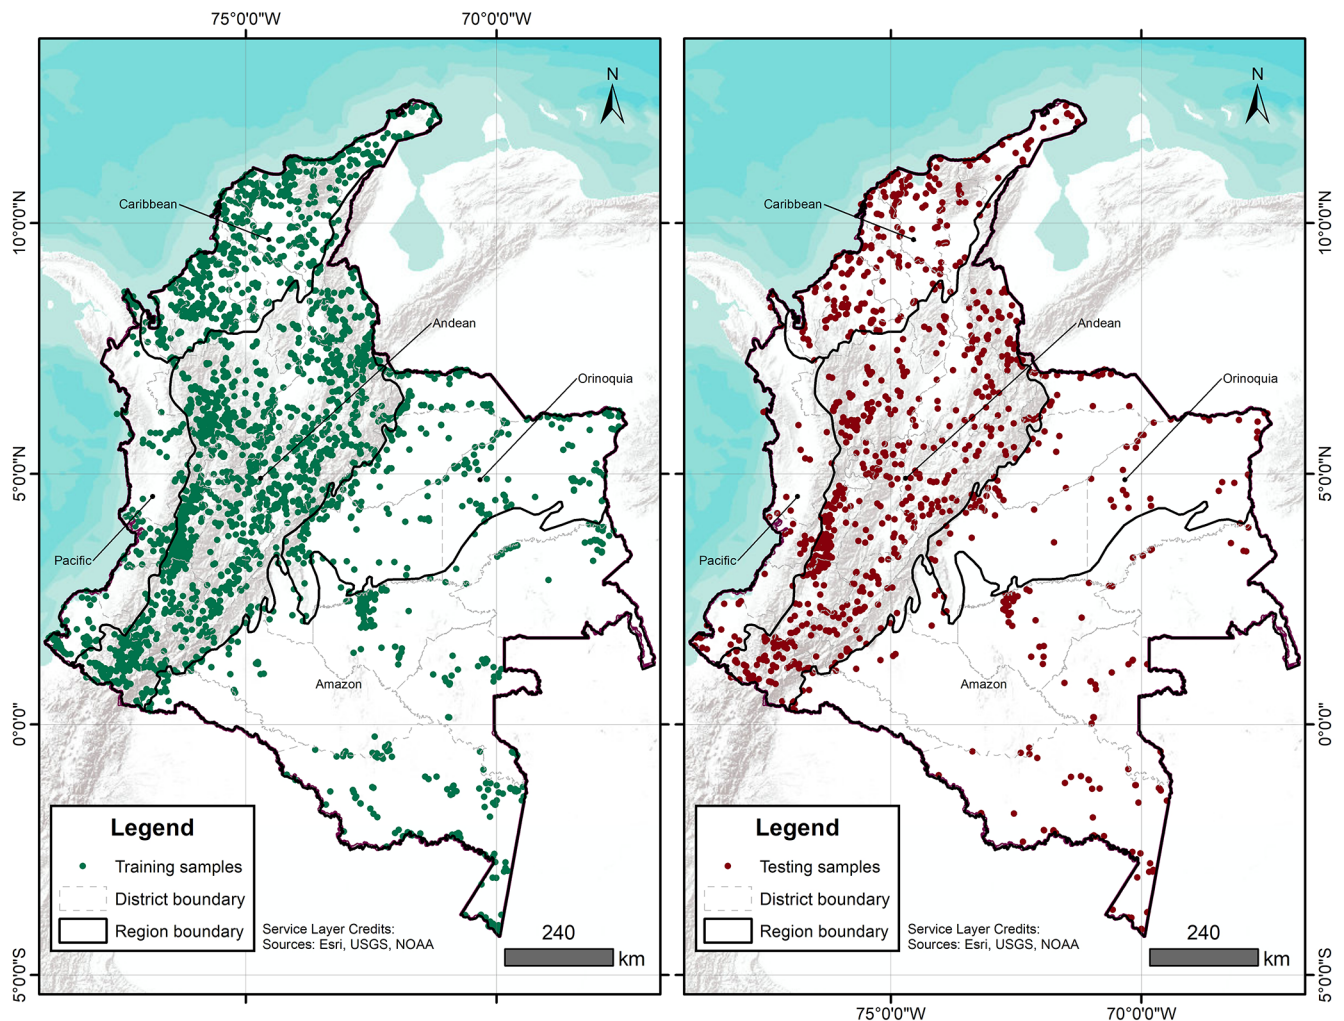 75°0'0"W
70°0'0"W
10°0'0"N
5°0'0"N
0°0'0"
5°0'0"S
N
Caribbean
Andean
Orinoquia
Pacific
Amazon
Legend
Training samples
District boundary
Region boundary
Service Layer Credits:
Sources: Esri, USGS, NOAA
240
km
N
Caribbean
Andean
Orinoquia
Pacific
Amazon
Legend
Testing samples
District boundary
Region boundary
Service Layer Credits:
Sources: Esri, USGS, NOAA
240
km
10°0'0"N
5°0'0"N
0°0'0"
5°0'0"S
75°0'0"W
70°0'0"W